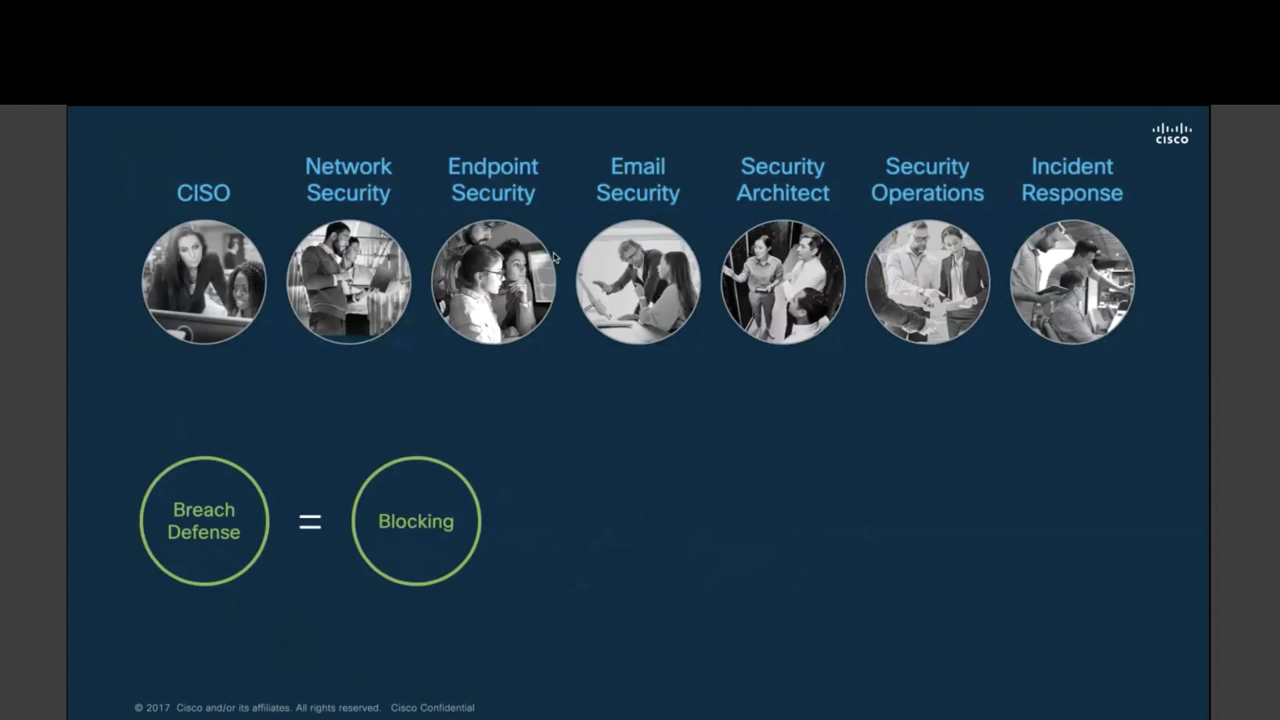 CISCO
CISO
Network
Security
Endpoint
Security
Email
Security
Security
Architect
Security
Operations
Incident
Response
Breach
Defense
=
Blocking
© 2017 Cisco and/or its affiliates. All rights reserved. Cisco Confidential